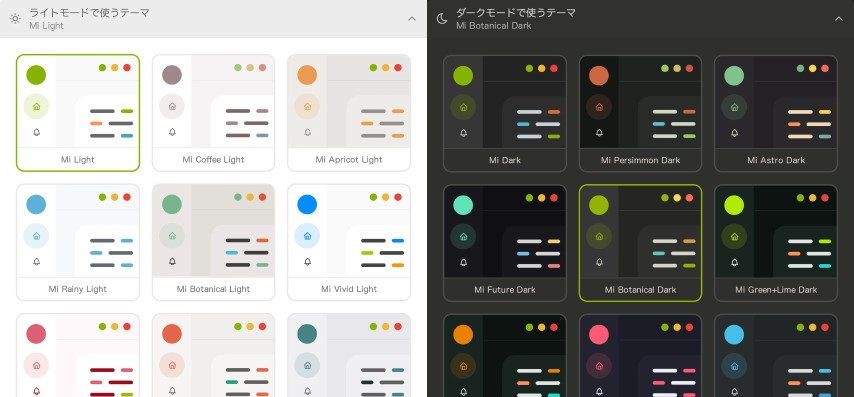 ライトモードで使うテーマ
Mi Light
Mi Light
Mi Coffee Light
Mi Apricot Light
Mi Rainy Light
Mi Botanical Light
Mi Vivid Light
ダークモードで使うテーマ
Mi Botanical Dark
Mi Dark
Mi Persimmon Dark
Mi Astro Dark
Mi Future Dark
Mi Botanical Dark
Mi Green+Lime Dark